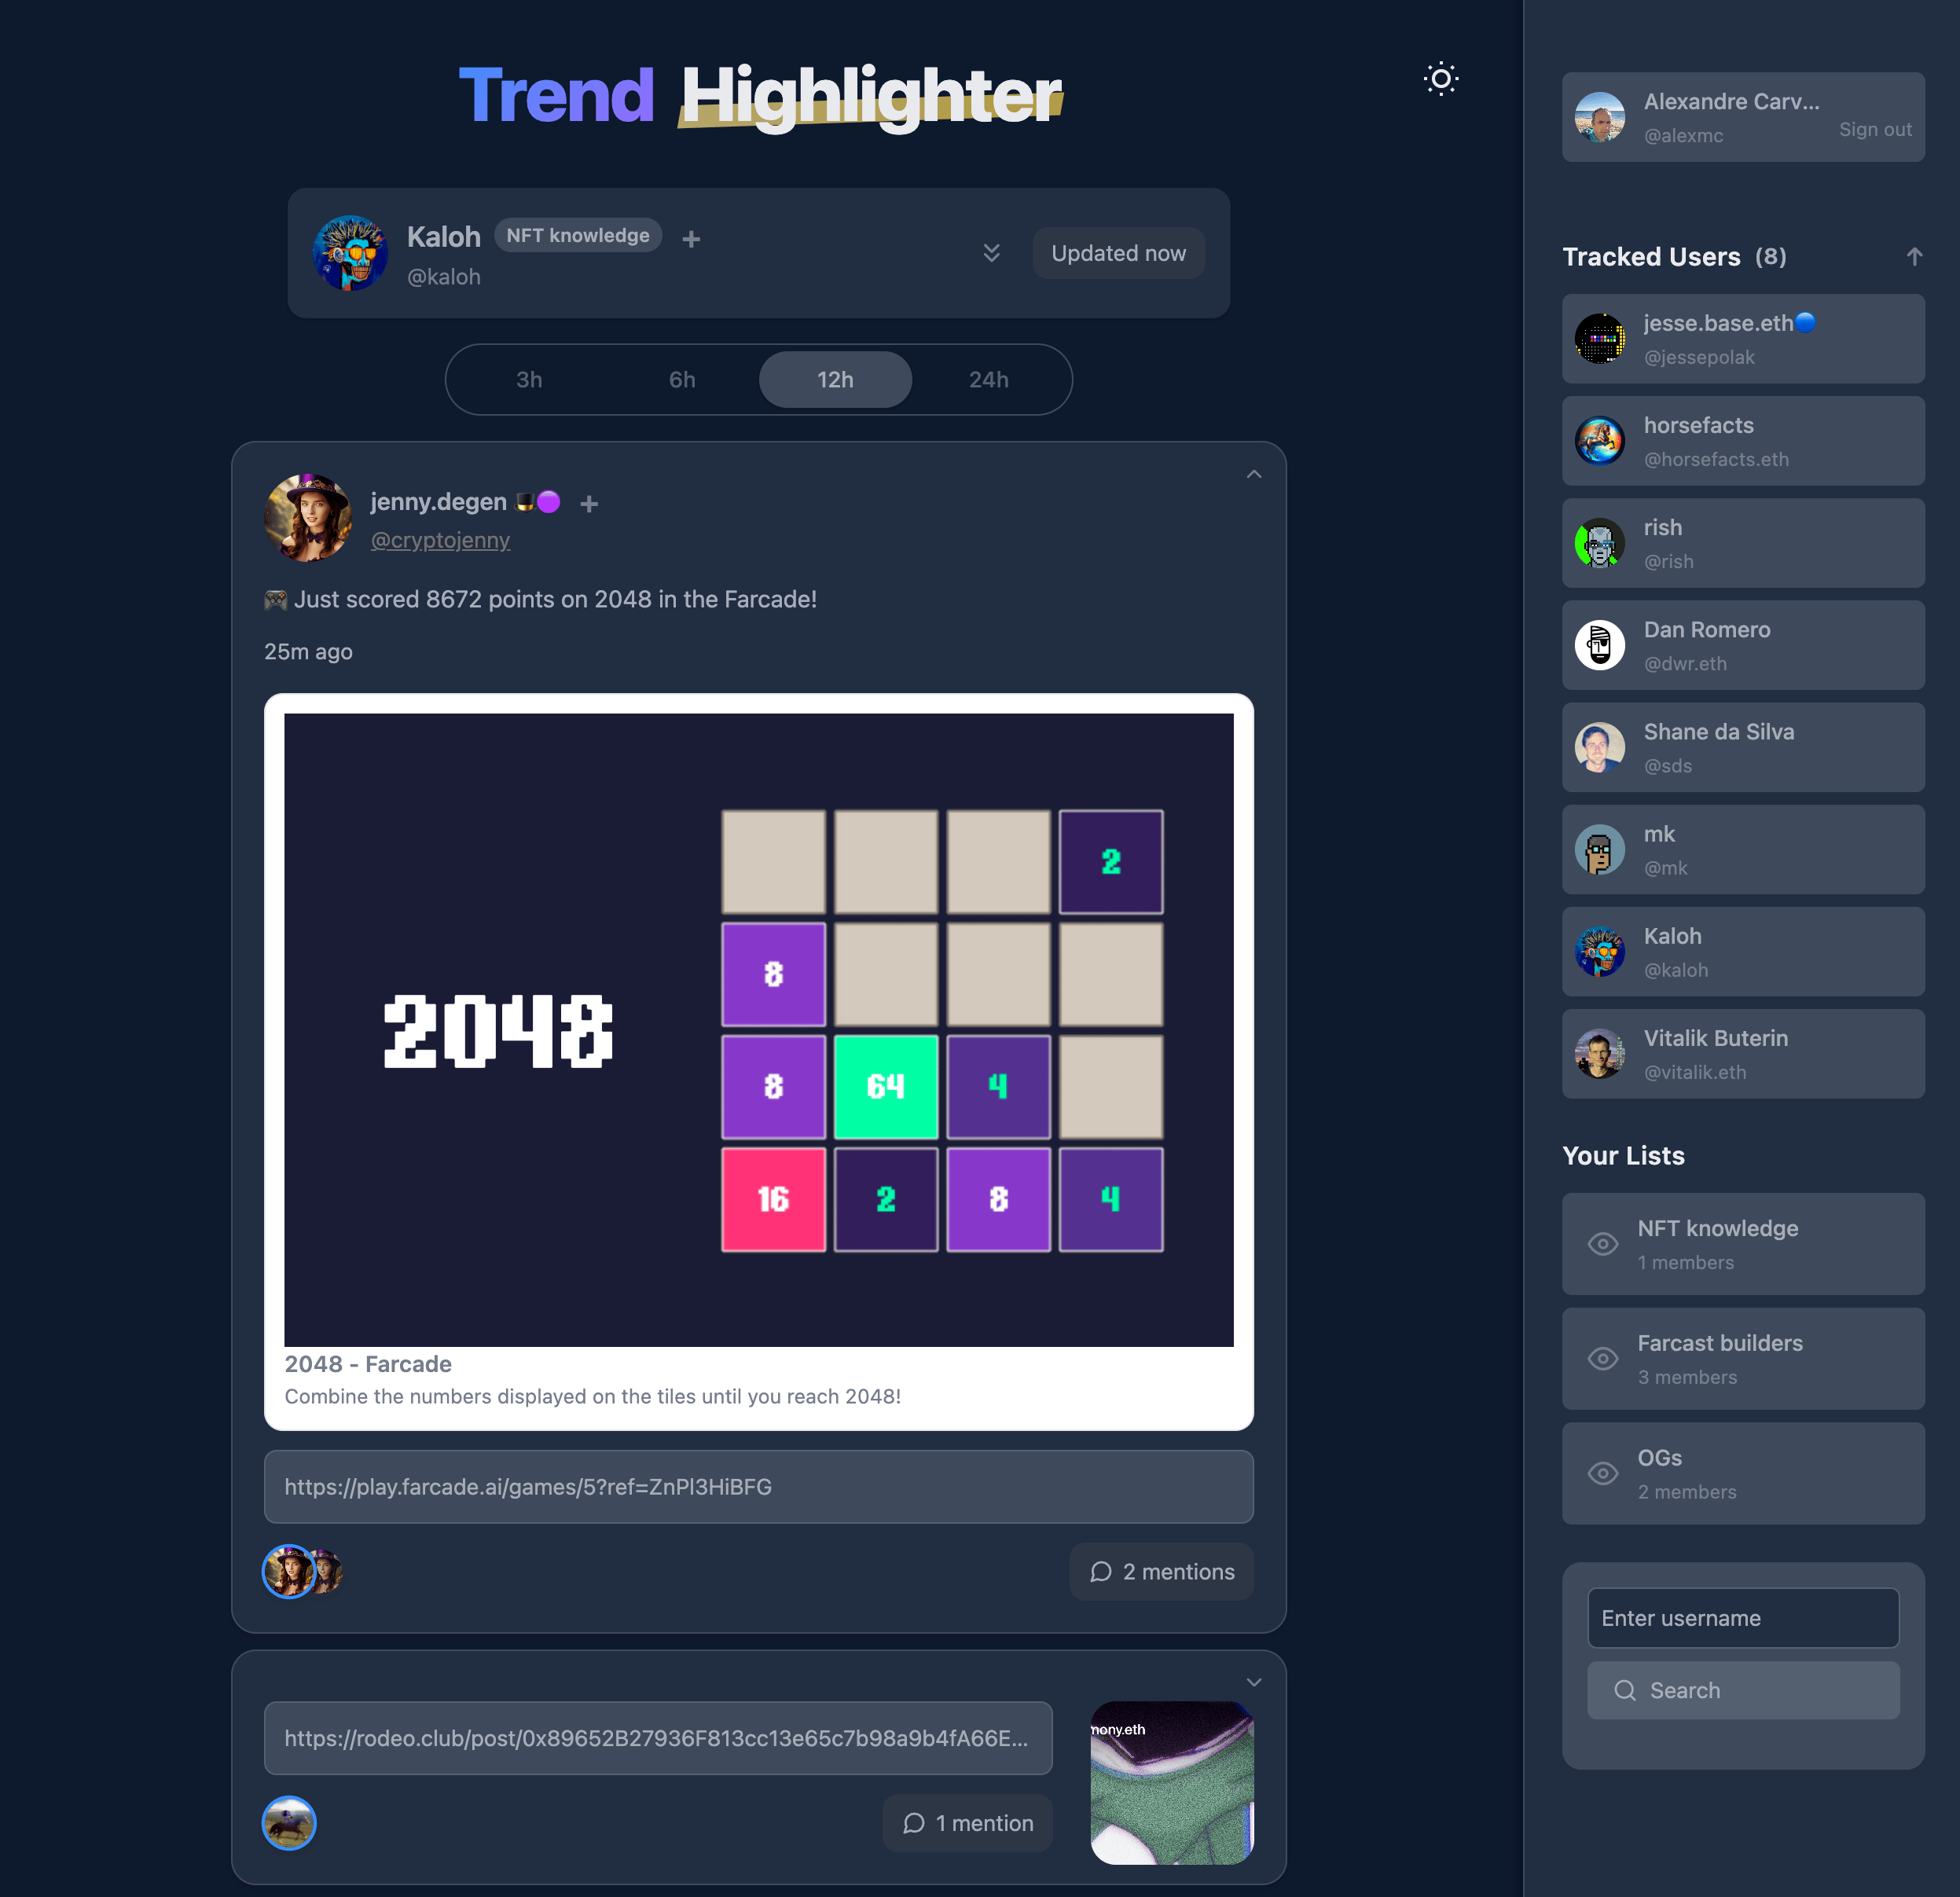 Trend Highlighter
Kaloh NFT knowledge +
@kaloh
Updated now
3h 6h 12h 24h
jenny.degen 🎩🟣 +
@cryptojenny
🎮 Just scored 8672 points on 2048 in the Farcade!
25m ago
2048
2
8
8 64 4
16 2 8 4
2048 - Farcade
Combine the numbers displayed on the tiles until you reach 2048!
https://play.farcade.ai/games/5?ref=ZnPl3HiBFG
2 mentions
https://rodeo.club/post/0x89652B27936F813cc13e65c7b98a9b4fA66E...
nony.eth
1 mention
Alexandre Carv...
@alexmc
Sign out
Tracked Users (8)
jesse.base.eth🔵
@jessepolak
horsefacts
@horsefacts.eth
rish
@rish
Dan Romero
@dwr.eth
Shane da Silva
@sds
mk
@mk
Kaloh
@kaloh
Vitalik Buterin
@vitalik.eth
Your Lists
NFT knowledge
1 members
Farcast builders
3 members
OGs
2 members
Enter username
Search